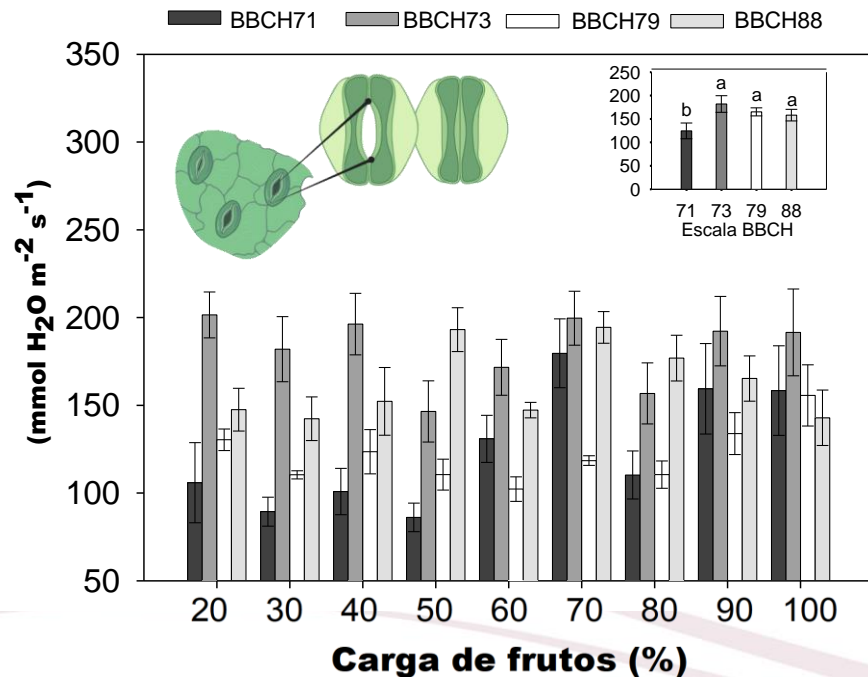 BBCH71 BBCH73 BBCH79 BBCH88
350
300
250
200
150
100
50
(mmol H₂O m⁻² s⁻¹)
250
200
150
100
50
0
b a a a
71 73 79 88
Escala BBCH
20 30 40 50 60 70 80 90 100
Carga de frutos (%)